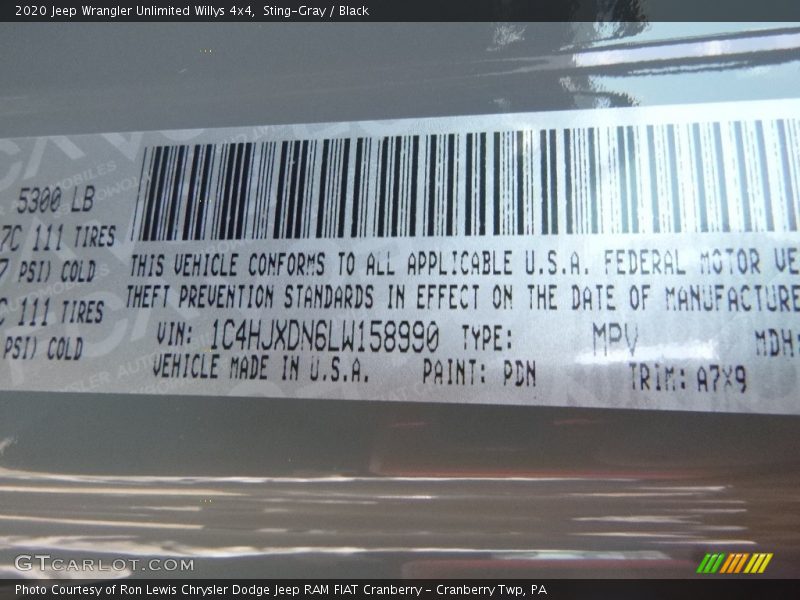 2020 Jeep Wrangler Unlimited Willys 4x4, Sting-Gray / Black
5300 LB
7C 111 TIRES
7 PSI) COLD
C 111 TIRES
PSI) COLD
THIS VEHICLE CONFORMS TO ALL APPLICABLE U.S.A. FEDERAL MOTOR VE
THEFT PREVENTION STANDARDS IN EFFECT ON THE DATE OF MANUFACTURE
VIN: 1C4HJXDN6LW158990 TYPE: MPV MDH:
VEHICLE MADE IN U.S.A. PAINT: PDN TRIM: A7X9
GTCARLOT.COM
Photo Courtesy of Ron Lewis Chrysler Dodge Jeep RAM FIAT Cranberry - Cranberry Twp, PA